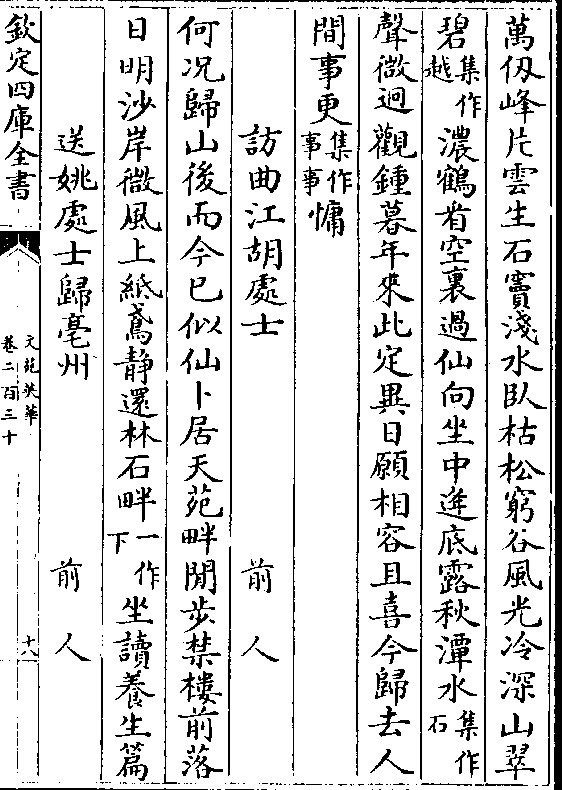 萬仞峰片雲生石竇淺水臥枯松窮谷風光冷深山翠
碧集作越濃鶴看空裏過仙向坐中逢底露秋潭水集作石
聲微迥觀鍾暮年來此定異日願相容且喜今歸去人
間事更集作事事慵
訪曲江胡處士 前人
何况歸山後而今已似仙卜居天苑畔閒步禁樓前落
日明沙岸微風上紙鳶静還林石畔一作下坐讀養生篇
送姚處士歸亳州 前人
欽定四庫全書
文苑英華
卷二百三十
十八